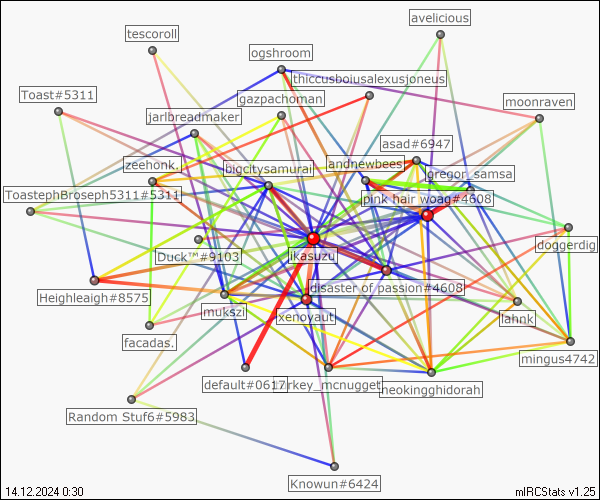 avelicious
tescoroll
ogshroom
thiccusboiusalexusjoneus
Toast#5311
gazpachoman
moonraven
jarlbreadmaker
asad#6947
zeehonk.
andrewbees
bigcitysamurai
gregor_samsa
ToastephBroseph5311#5311
pink hair woag#4608
doggerdig
Duck™#9103
ikasuzu
disaster of passion#4608
Heighleaigh#8575
mukszi
xenoyaut
lahnk
facadas.
mingus4742
default#0617
rkey_mcnugget
neokingghidorah
Random Stuf6#5983
Knowun#6424
14.12.2024 0:30
mIRCStats v1.25